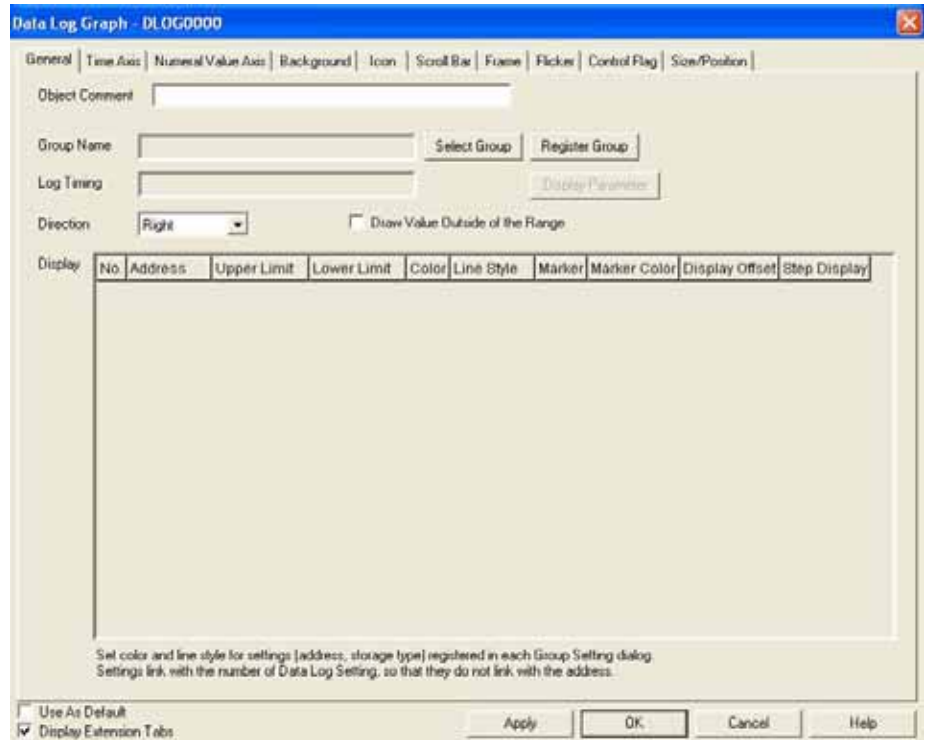 Data Log Graph - DLOG0000
General Time Axis Numeral Value Axis Background Icon Scroll Bar Frame Flicker Control Flag Size/Position
Object Comment
Group Name Select Group Register Group
Log Timing Display Parameter
Direction Right Draw Value Outside of the Range
Display No. Address Upper Limit Lower Limit Color Line Style Marker Marker Color Display Offset Step Display
Set color and line style for settings [address, storage type] registered in each Group Setting dialog.
Settings link with the number of Data Log Setting, so that they do not link with the address.
Use As Default
Display Extension Tabs Apply OK Cancel Help